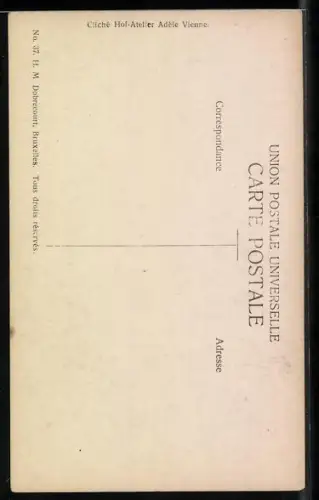 UNION POSTALE UNIVERSELLE
CARTE POSTALE
Correspondance
Adresse
Cliché Hof-Atelier Adèle Vienne.
No. 37. H. M. Dobrecourt, Bruxelles. Tous droits réservés.